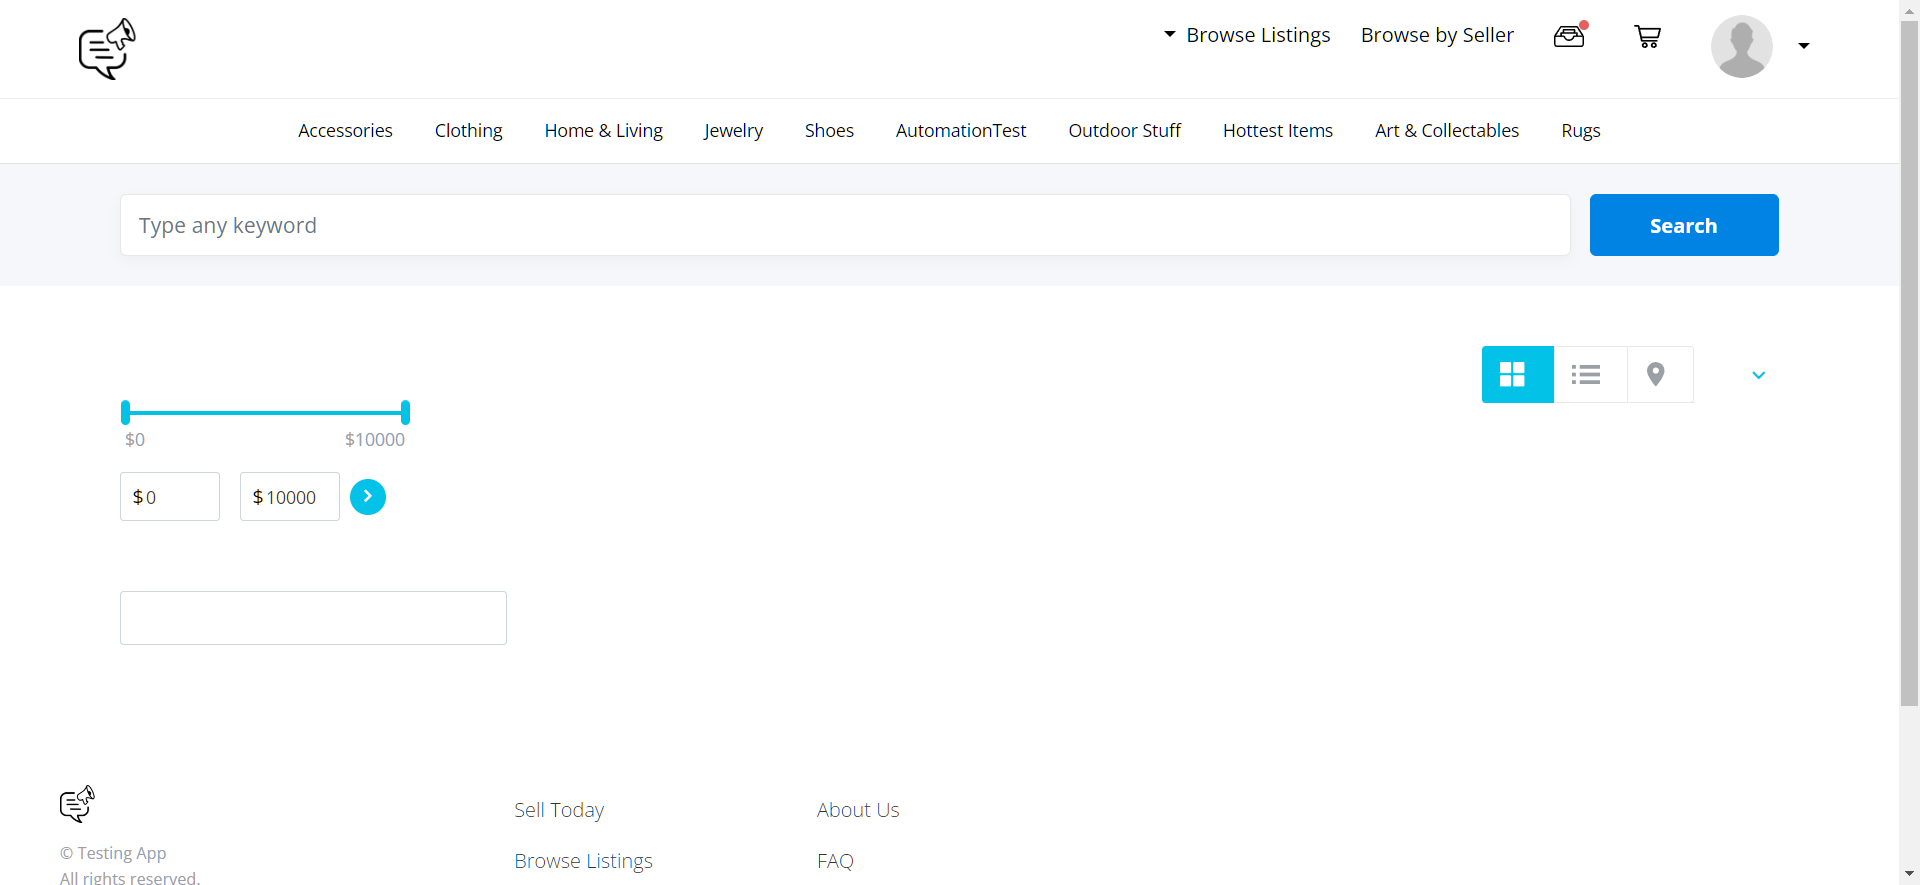 Browse Listings
Browse by Seller
Accessories
Clothing
Home & Living
Jewelry
Shoes
AutomationTest
Outdoor Stuff
Hottest Items
Art & Collectables
Rugs
Type any keyword
Search
$0
$10000
$ 0
$ 10000
Sell Today
About Us
© Testing App
Browse Listings
FAQ
All rights reserved.